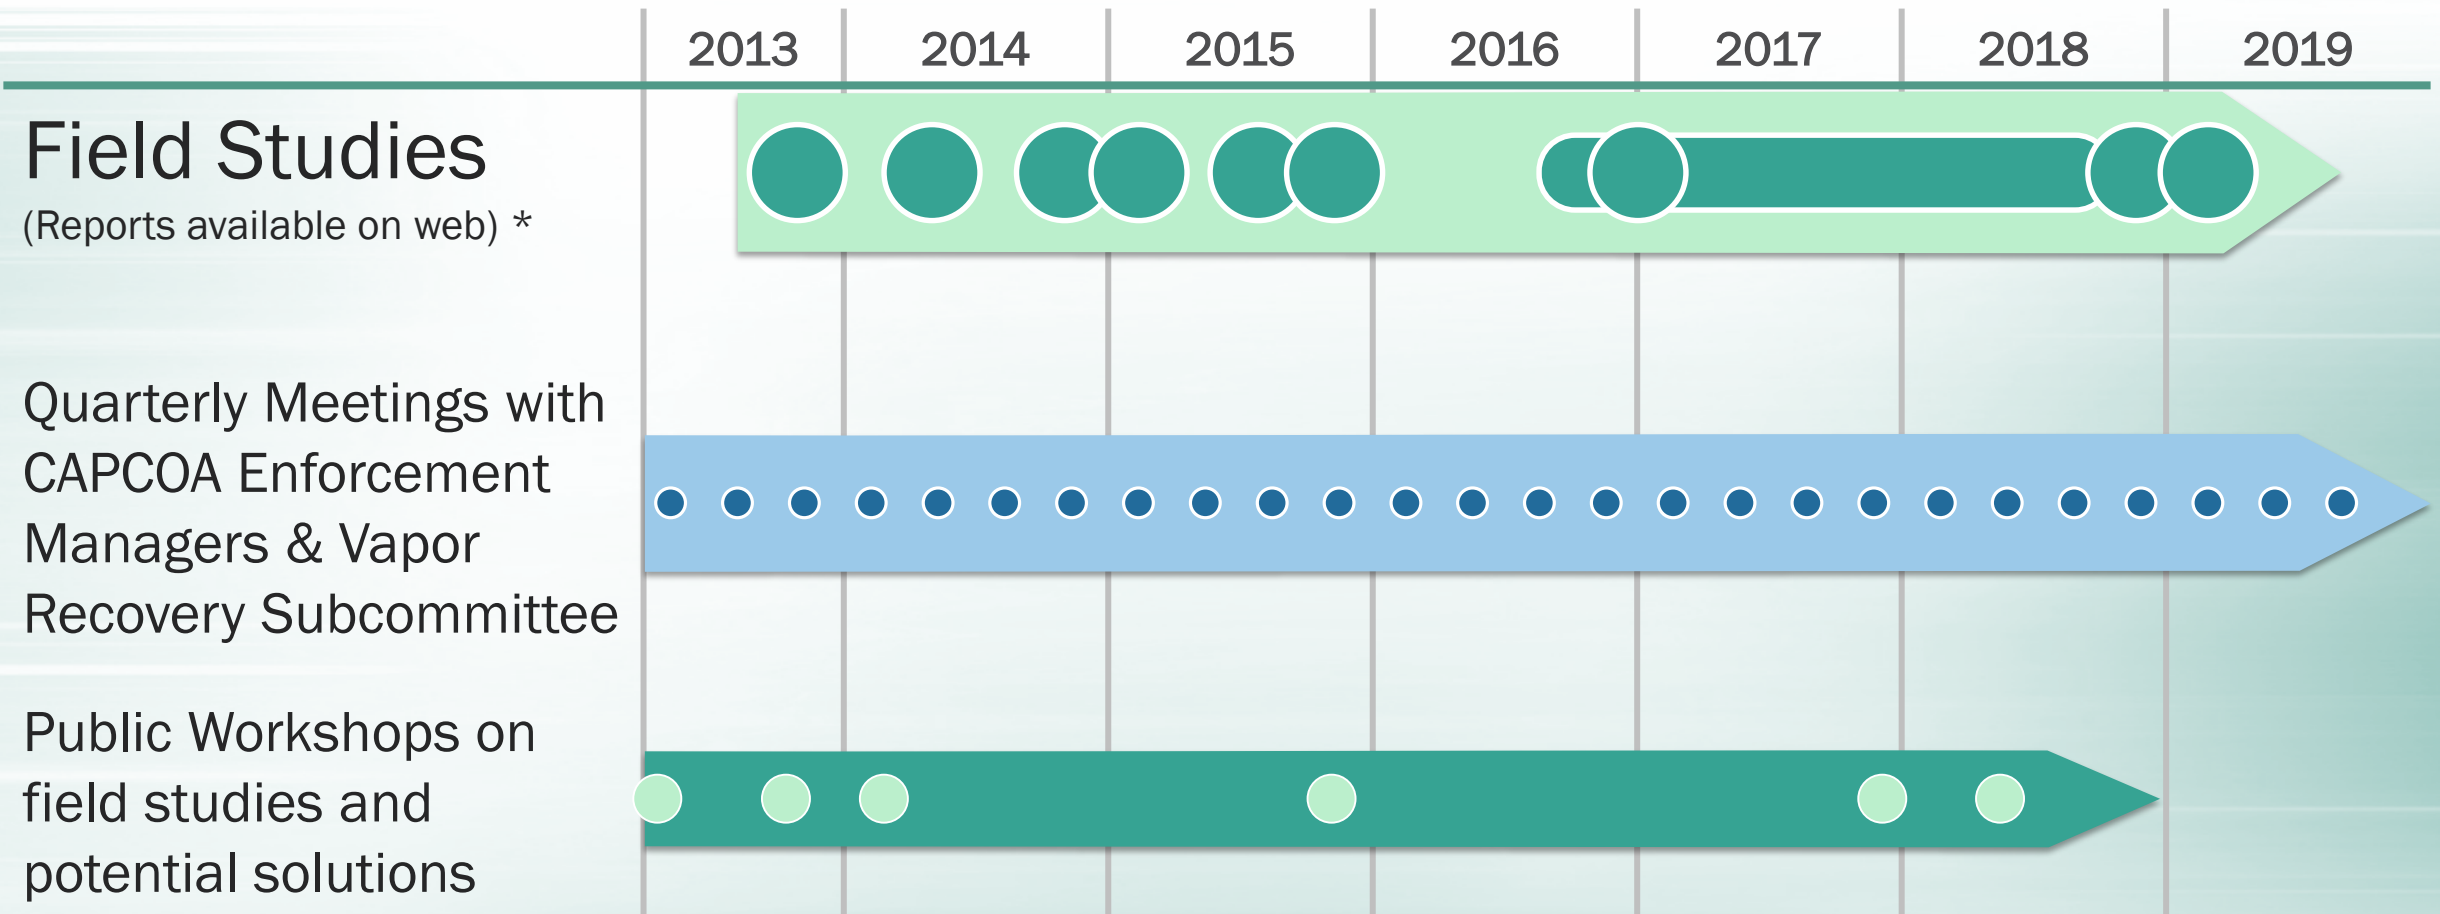 2013 2014 2015 2016 2017 2018 2019
Field Studies
(Reports available on web) *
Quarterly Meetings with
CAPCOA Enforcement
Managers & Vapor
Recovery Subcommittee
Public Workshops on
field studies and
potential solutions